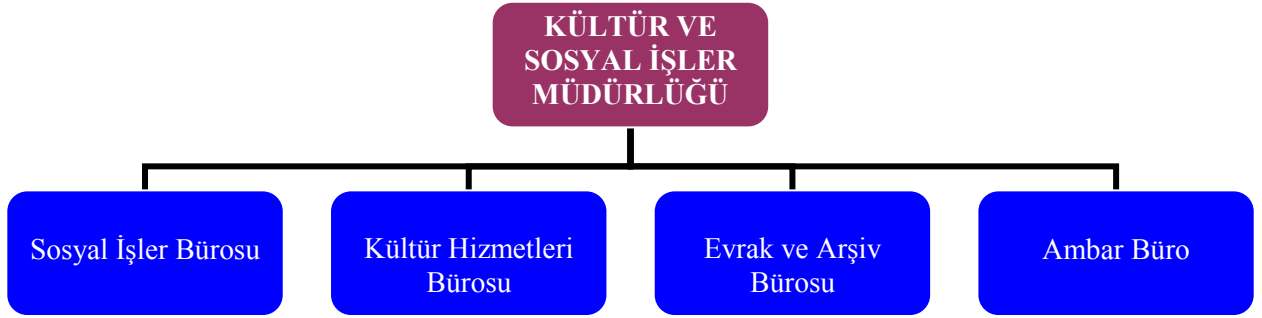 KÜLTÜR VE
SOSYAL İŞLER
MÜDÜRLÜĞÜ
Sosyal İşler Bürosu
Kültür Hizmetleri
Bürosu
Evrak ve Arşiv
Bürosu
Ambar Büro